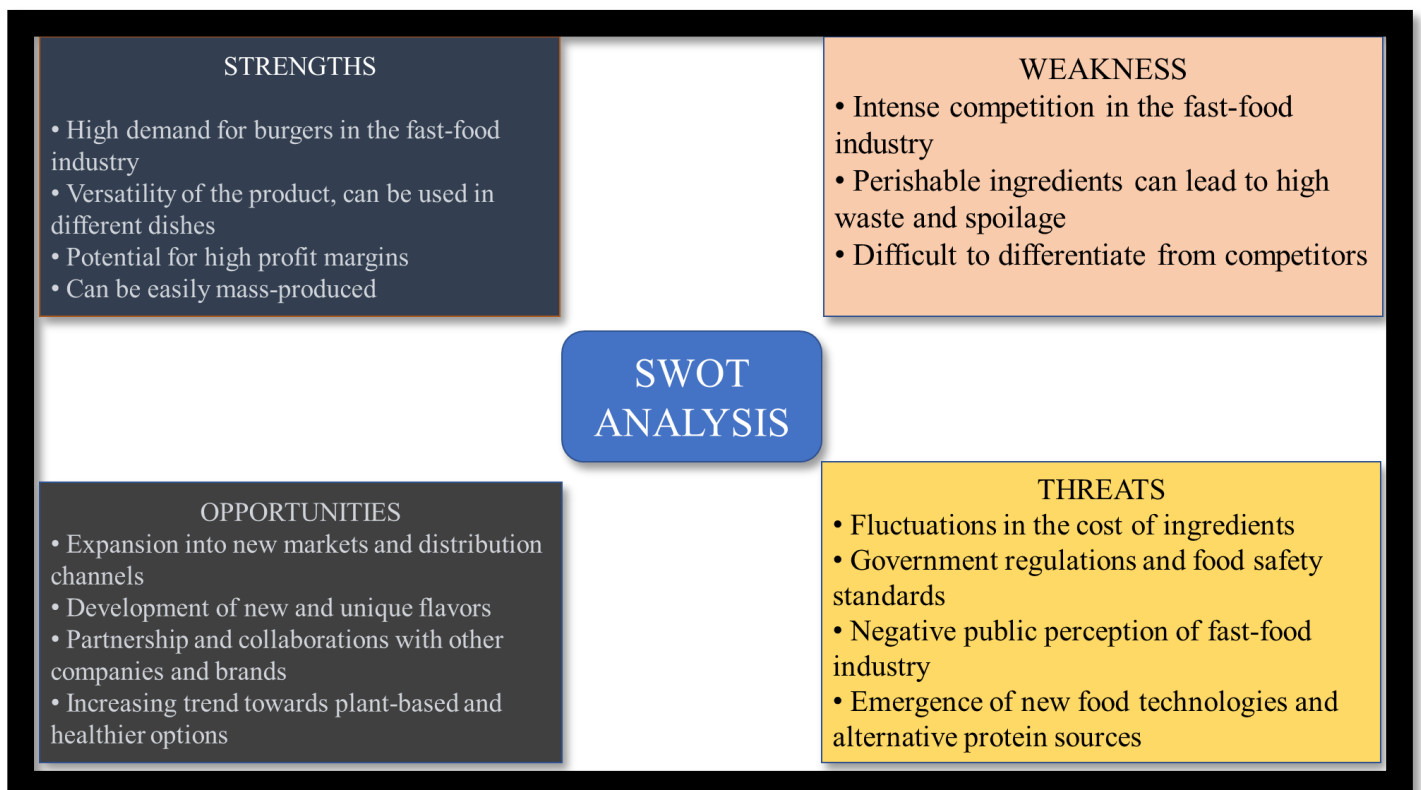 STRENGTHS
• High demand for burgers in the fast-food
industry
• Versatility of the product, can be used in
different dishes
• Potential for high profit margins
• Can be easily mass-produced
WEAKNESS
• Intense competition in the fast-food
industry
• Perishable ingredients can lead to high
waste and spoilage
• Difficult to differentiate from competitors
SWOT
ANALYSIS
OPPORTUNITIES
• Expansion into new markets and distribution
channels
• Development of new and unique flavors
• Partnership and collaborations with other
companies and brands
• Increasing trend towards plant-based and
healthier options
THREATS
• Fluctuations in the cost of ingredients
• Government regulations and food safety
standards
• Negative public perception of fast-food
industry
• Emergence of new food technologies and
alternative protein sources